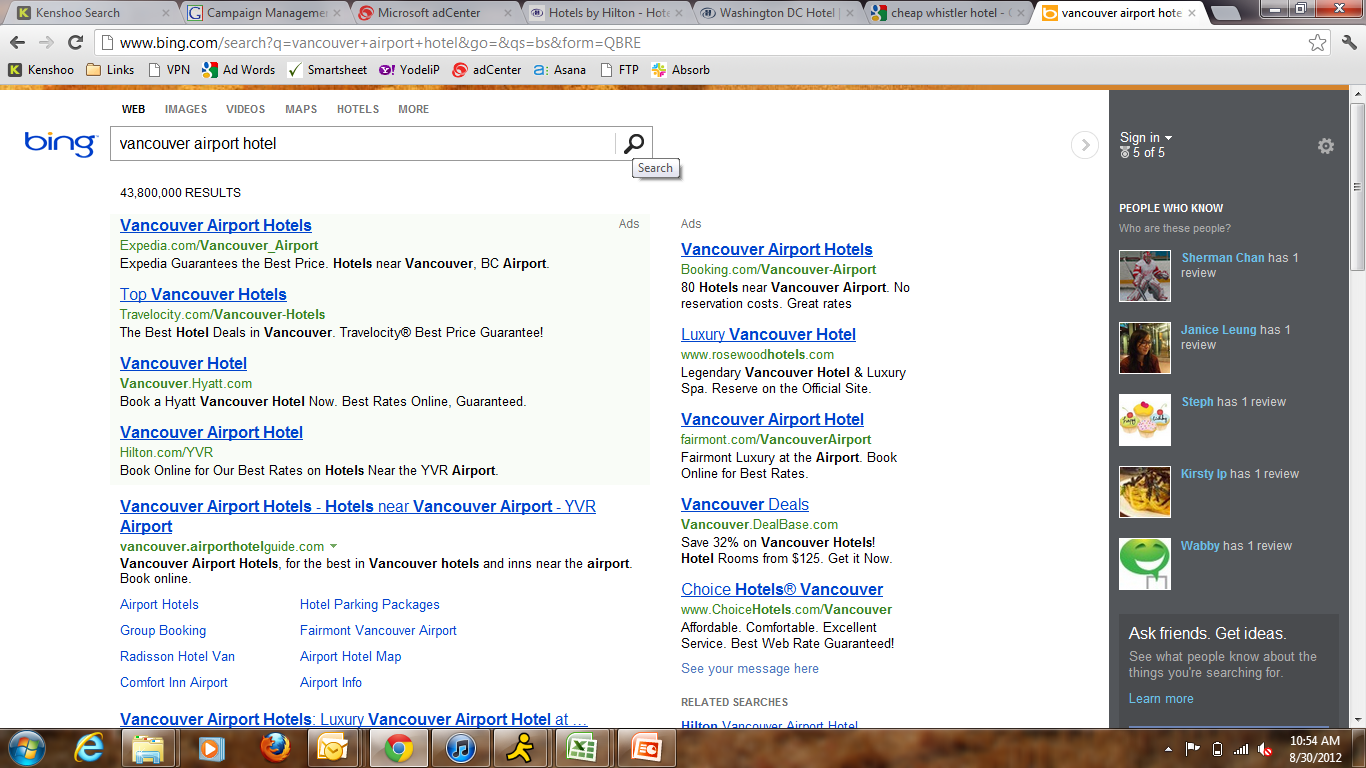 Kenshoo Search
Campaign Managemen
Microsoft adCenter
Hotels by Hilton - Hote
Washington DC Hotel |
cheap whistler hotel - G
vancouver airport hote
www.bing.com/search?q=vancouver+airport+hotel&go=&qs=bs&form=QBRE
Kenshoo Links VPN Ad Words Smartsheet YodeliP adCenter Asana FTP Absorb
WEB IMAGES VIDEOS MAPS HOTELS MORE
bing
vancouver airport hotel
Search
43,800,000 RESULTS
Ads
Vancouver Airport Hotels
Expedia.com/Vancouver_Airport
Expedia Guarantees the Best Price. Hotels near Vancouver, BC Airport.
Top Vancouver Hotels
Travelocity.com/Vancouver-Hotels
The Best Hotel Deals in Vancouver. Travelocity® Best Price Guarantee!
Vancouver Hotel
Vancouver.Hyatt.com
Book a Hyatt Vancouver Hotel Now. Best Rates Online, Guaranteed.
Vancouver Airport Hotel
Hilton.com/YVR
Book Online for Our Best Rates on Hotels Near the YVR Airport.
Vancouver Airport Hotels - Hotels near Vancouver Airport - YVR
Airport
vancouver.airporthotelguide.com
Vancouver Airport Hotels, for the best in Vancouver hotels and inns near the airport.
Book online.
Airport Hotels Hotel Parking Packages
Group Booking Fairmont Vancouver Airport
Radisson Hotel Van Airport Hotel Map
Comfort Inn Airport Airport Info
Vancouver Airport Hotels: Luxury Vancouver Airport Hotel at ...
Ads
Vancouver Airport Hotels
Booking.com/Vancouver-Airport
80 Hotels near Vancouver Airport. No
reservation costs. Great rates
Luxury Vancouver Hotel
www.rosewoodhotels.com
Legendary Vancouver Hotel & Luxury
Spa. Reserve on the Official Site.
Vancouver Airport Hotel
fairmont.com/VancouverAirport
Fairmont Luxury at the Airport. Book
Online for Best Rates.
Vancouver Deals
Vancouver.DealBase.com
Save 32% on Vancouver Hotels!
Hotel Rooms from $125. Get it Now.
Choice Hotels® Vancouver
www.ChoiceHotels.com/Vancouver
Affordable. Comfortable. Excellent
Service. Best Web Rate Guaranteed!
See your message here
RELATED SEARCHES
Hilton Vancouver Airport Hotel
Sign in
5 of 5
PEOPLE WHO KNOW
Who are these people?
Sherman Chan has 1
review
Janice Leung has 1
review
Steph has 1 review
Kirsty Ip has 1 review
Wabby has 1 review
Ask friends. Get ideas.
See what people know about the
things you're searching for.
Learn more
10:54 AM
8/30/2012